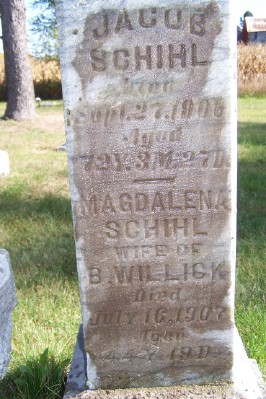 JACOB
SCHIHL
Died
Sept. 27. 1906
Aged
72Y. 3M. 27D.
MAGDALENA
SCHIHL
WIFE OF
B. WILLICK
Died
July 16, 1907
Aged